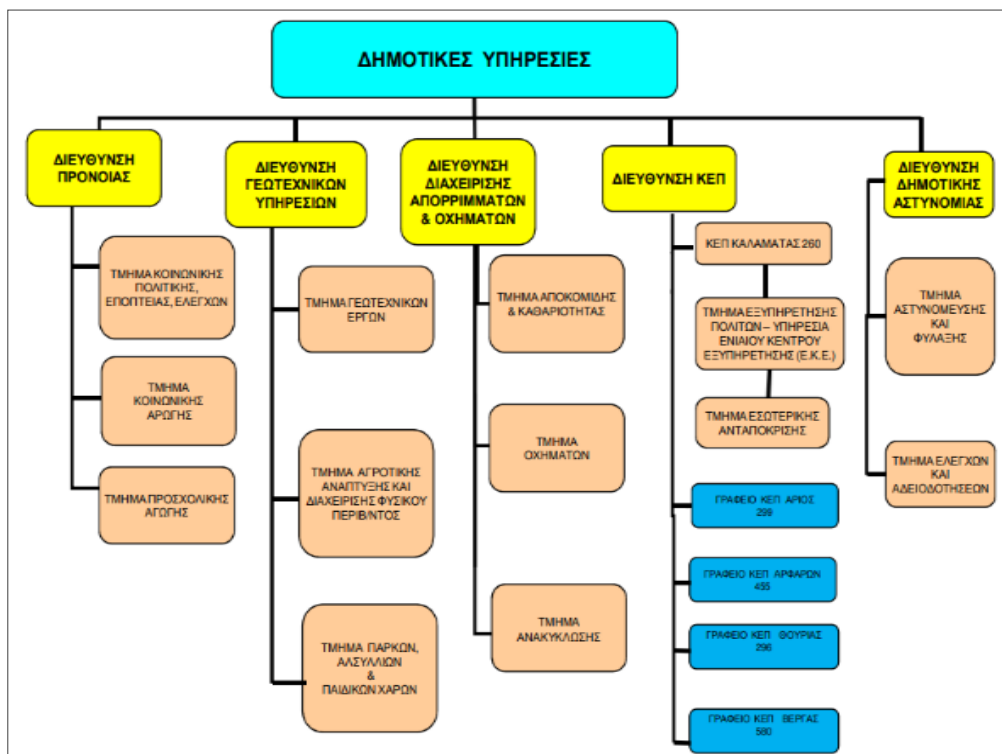 ΔΗΜΟΤΙΚΕΣ ΥΠΗΡΕΣΙΕΣ
ΔΙΕΥΘΥΝΣΗ
ΠΡΟΝΟΙΑΣ
ΤΜΗΜΑ ΚΟΙΝΩΝΙΚΗΣ
ΠΟΛΙΤΙΚΗΣ,
ΕΠΟΠΤΕΙΑΣ, ΕΛΕΓΧΩΝ
ΤΜΗΜΑ
ΚΟΙΝΩΝΙΚΗΣ
ΑΡΩΓΗΣ
ΤΜΗΜΑ ΠΡΟΣΧΟΛΙΚΗΣ
ΑΓΩΓΗΣ
ΔΙΕΥΘΥΝΣΗ
ΓΕΩΤΕΧΝΙΚΩΝ
ΥΠΗΡΕΣΙΩΝ
ΤΜΗΜΑ ΓΕΩΤΕΧΝΙΚΩΝ
ΕΡΓΩΝ
ΤΜΗΜΑ ΑΓΡΟΤΙΚΗΣ
ΑΝΑΠΤΥΞΗΣ ΚΑΙ
ΔΙΑΧΕΙΡΙΣΗΣ ΦΥΣΙΚΟΥ
ΠΕΡΙΒ/ΝΤΟΣ
ΤΜΗΜΑ ΠΑΡΚΩΝ,
ΑΛΣΥΛΛΙΩΝ
&
ΠΑΙΔΙΚΩΝ ΧΑΡΩΝ
ΔΙΕΥΘΥΝΣΗ
ΔΙΑΧΕΙΡΙΣΗΣ
ΑΠΟΡΡΙΜΜΑΤΩΝ
& ΟΧΗΜΑΤΩΝ
ΤΜΗΜΑ ΑΠΟΚΟΜΙΔΗΣ
& ΚΑΘΑΡΙΟΤΗΤΑΣ
ΤΜΗΜΑ
ΟΧΗΜΑΤΩΝ
ΤΜΗΜΑ
ΑΝΑΚΥΚΛΩΣΗΣ
ΔΙΕΥΘΥΝΣΗ ΚΕΠ
ΚΕΠ ΚΑΛΑΜΑΤΑΣ 260
ΤΜΗΜΑ ΕΞΥΠΗΡΕΤΗΣΗΣ
ΠΟΛΙΤΩΝ – ΥΠΗΡΕΣΙΑ
ΕΝΙΑΙΟΥ ΚΕΝΤΡΟΥ
ΕΞΥΠΗΡΕΤΗΣΗΣ (Ε.Κ.Ε.)
ΤΜΗΜΑ ΕΣΩΤΕΡΙΚΗΣ
ΑΝΤΑΠΟΚΡΙΣΗΣ
ΓΡΑΦΕΙΟ ΚΕΠ ΑΡΙΟΣ
299
ΓΡΑΦΕΙΟ ΚΕΠ ΑΡΦΑΡΩΝ
455
ΓΡΑΦΕΙΟ ΚΕΠ ΘΟΥΡΙΑΣ
296
ΓΡΑΦΕΙΟ ΚΕΠ ΒΕΡΓΑΣ
580
ΔΙΕΥΘΥΝΣΗ
ΔΗΜΟΤΙΚΗΣ
ΑΣΤΥΝΟΜΙΑΣ
ΤΜΗΜΑ
ΑΣΤΥΝΟΜΕΥΣΗΣ
ΚΑΙ
ΦΥΛΑΞΗΣ
ΤΜΗΜΑ ΕΛΕΓΧΩΝ
ΚΑΙ
ΑΔΕΙΟΔΟΤΗΣΕΩΝ